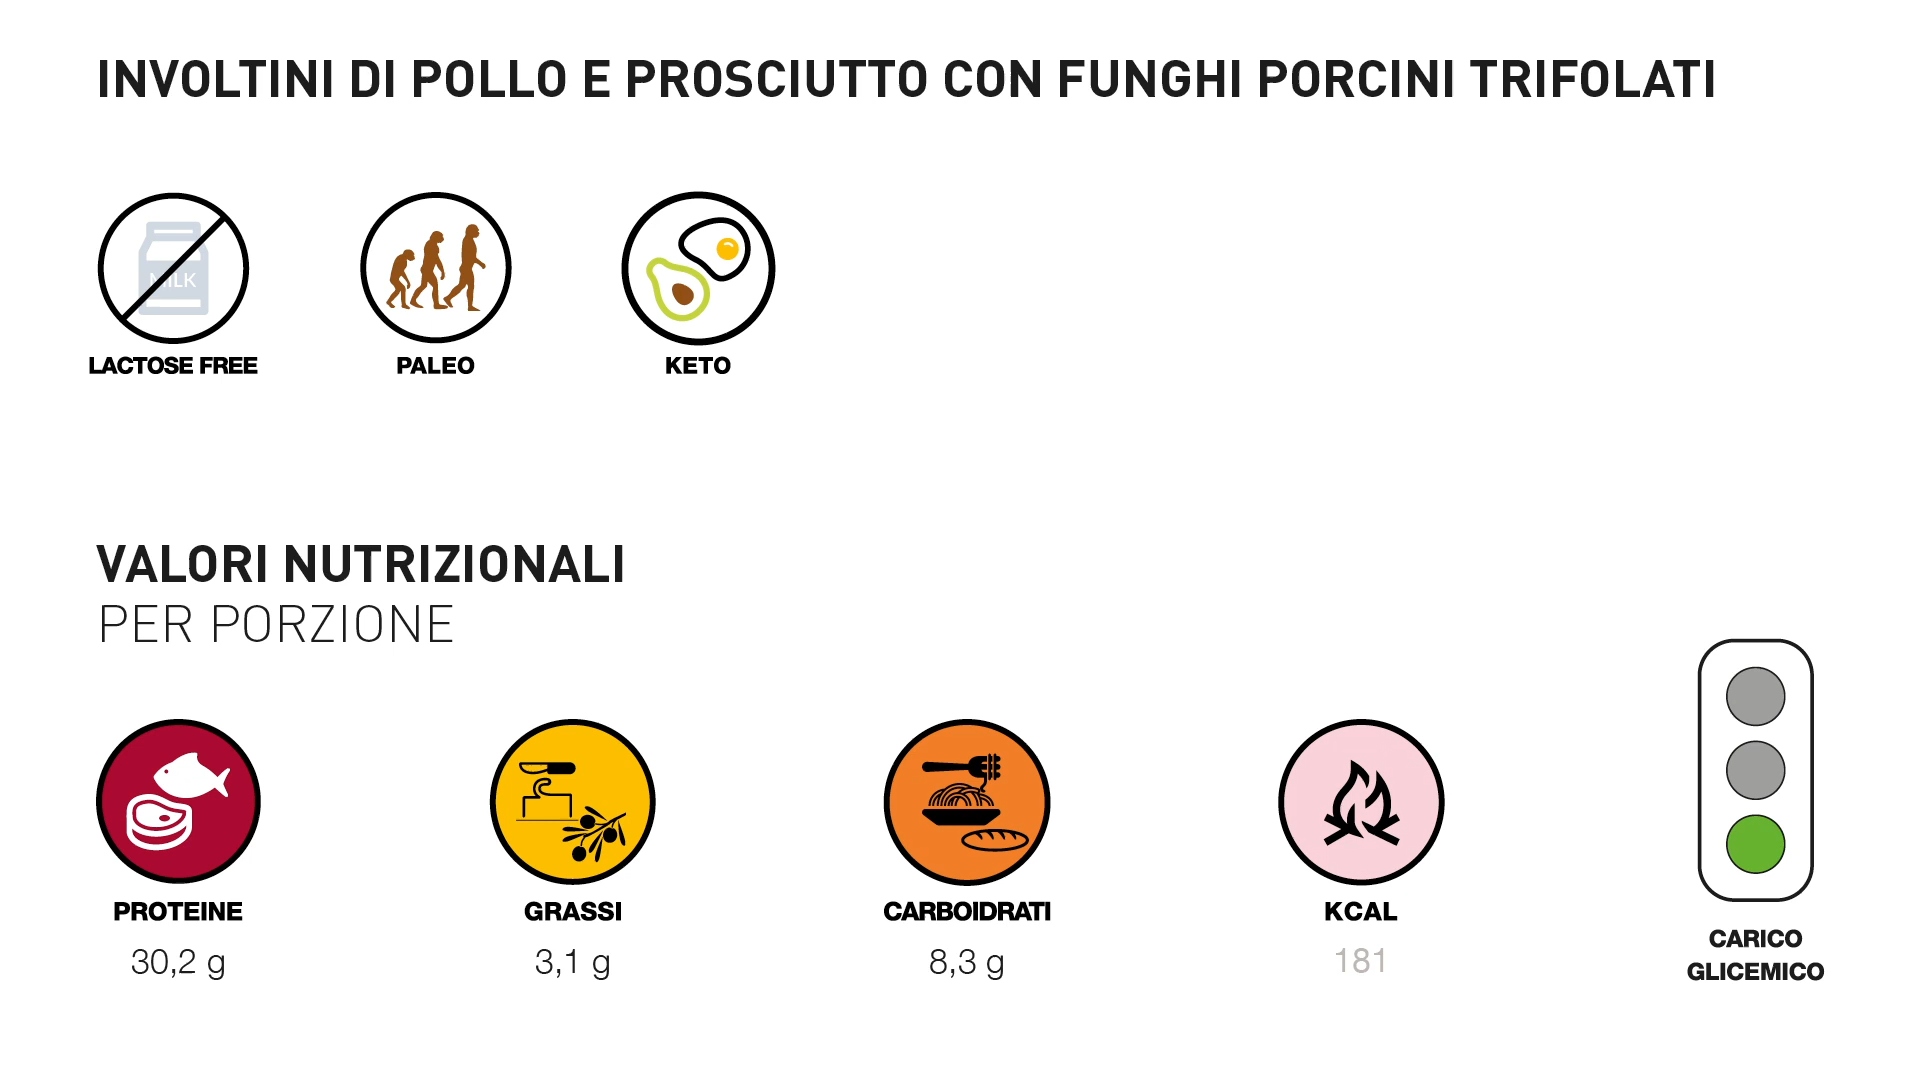 INVOLTINI DI POLLO E PROSCIUTTO CON FUNGHI PORCINI TRIFOLATI
MILK
LACTOSE FREE
PALEO
KETO
VALORI NUTRIZIONALI
PER PORZIONE
PROTEINE
30,2 g
GRASSI
3,1 g
CARBOIDRATI
8,3 g
KCAL
181
CARICO
GLICEMICO